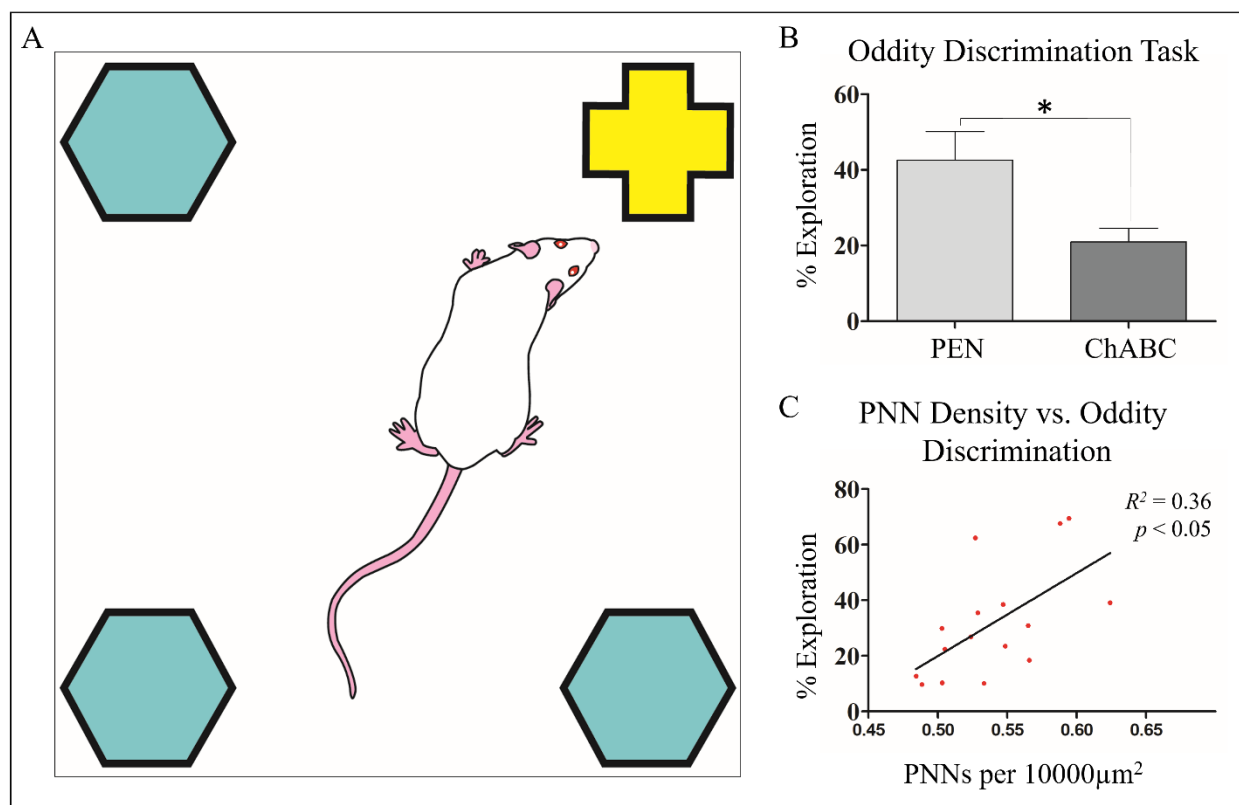 A
B
Oddity Discrimination Task
60
40
20
0
% Exploration
*
PEN
ChABC
C
PNN Density vs. Oddity
Discrimination
80
60
40
20
0
% Exploration
R² = 0.36
p < 0.05
0.45
0.50
0.55
0.60
0.65
PNNs per 10000µm²